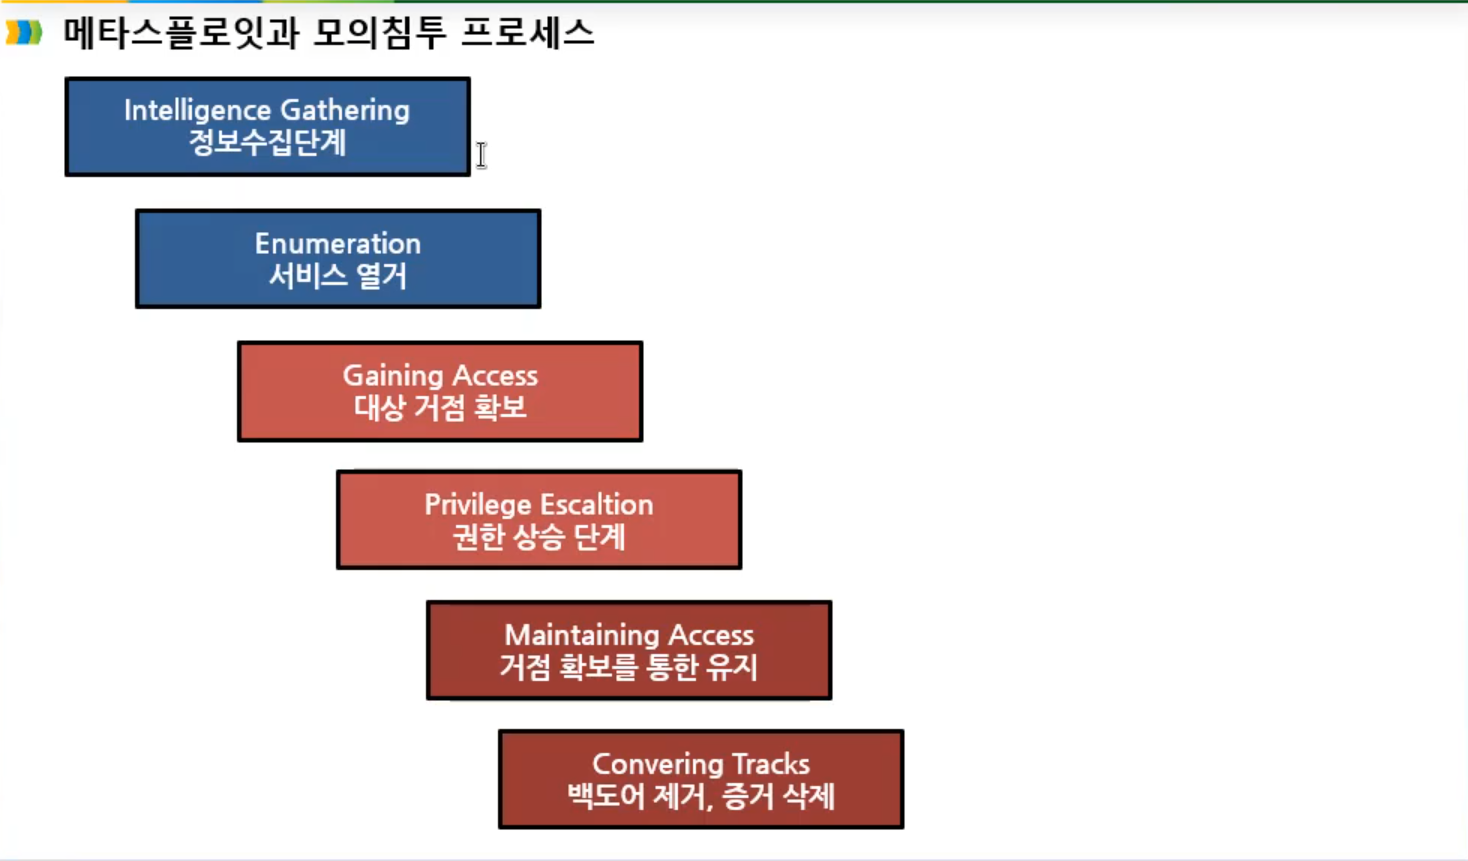 메타스플로잇과 모의침투 프로세스
Intelligence Gathering
정보수집단계
Enumeration
서비스 열거
Gaining Access
대상 거점 확보
Privilege Escaltion
권한 상승 단계
Maintaining Access
거점 확보를 통한 유지
Convering Tracks
백도어 제거, 증거 삭제